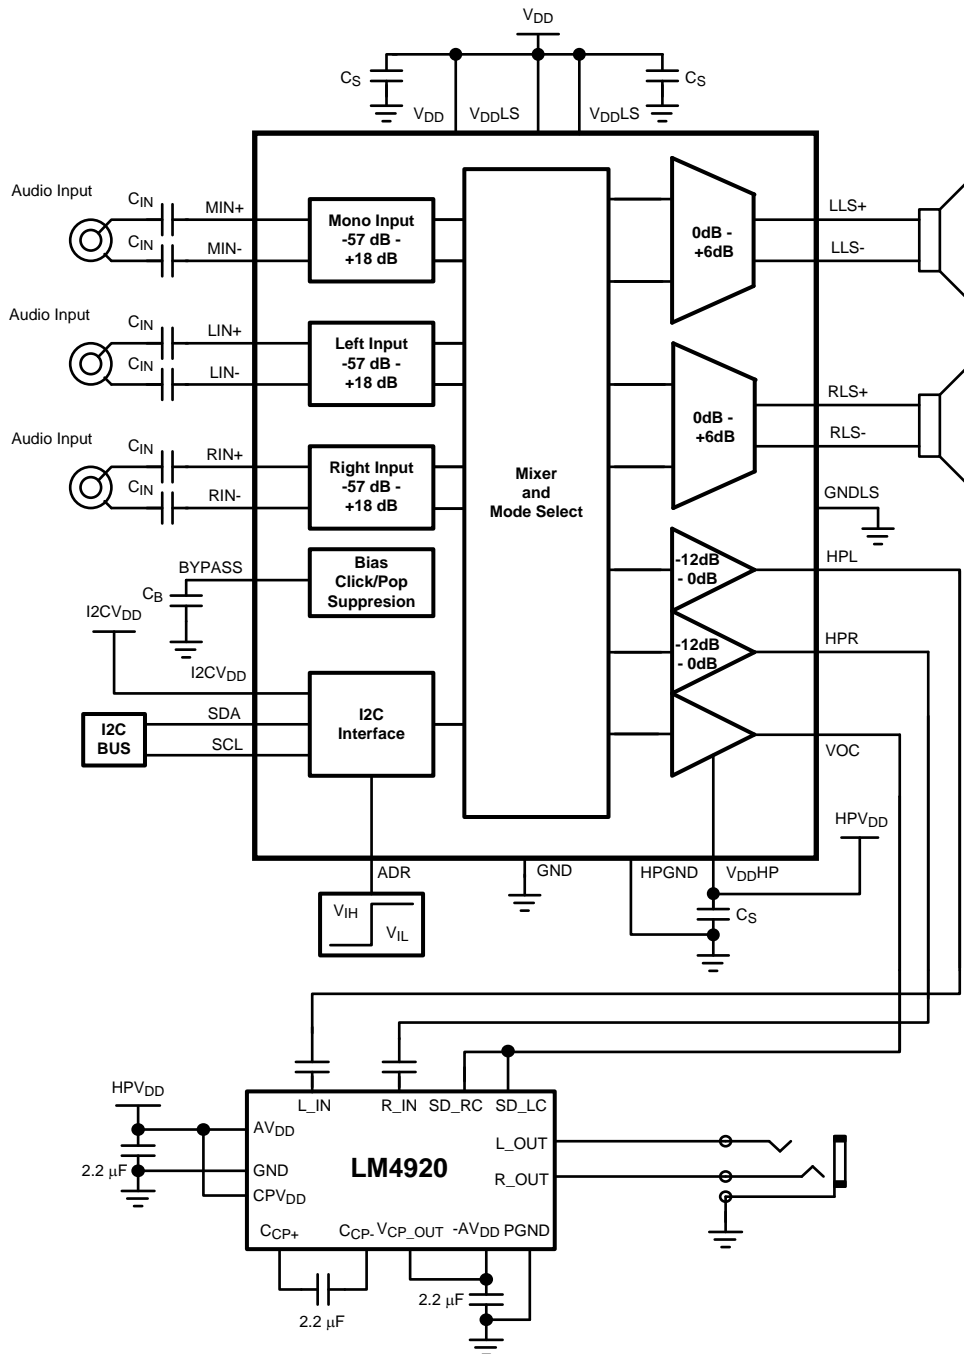 VDD
CS
CS
VDD
VDDLS
VDDLS
Audio Input
CIN
MIN+
CIN
MIN-
Mono Input
-57 dB -
+18 dB
0dB -
+6dB
LLS+
LLS-
Audio Input
CIN
LIN+
CIN
LIN-
Left Input
-57 dB -
+18 dB
0dB -
+6dB
RLS+
RLS-
Audio Input
CIN
RIN+
CIN
RIN-
Right Input
-57 dB -
+18 dB
Mixer
and
Mode Select
GNDLS
BYPASS
CB
Bias
Click/Pop
Suppresion
-12dB
- 0dB
HPL
-12dB
- 0dB
HPR
I2CVDD
I2CVDD
I2C
BUS
SDA
SCL
I2C
Interface
VOC
HPVDD
ADR
GND
HPGND
VDDHP
VIH
VIL
CS
HPVDD
L_IN
R_IN
SD_RC
SD_LC
AVDD
2.2 µF
GND
CPVDD
LM4920
L_OUT
R_OUT
CCP+
CCP-
VCP_OUT
-AVDD
PGND
2.2 µF
2.2 µF